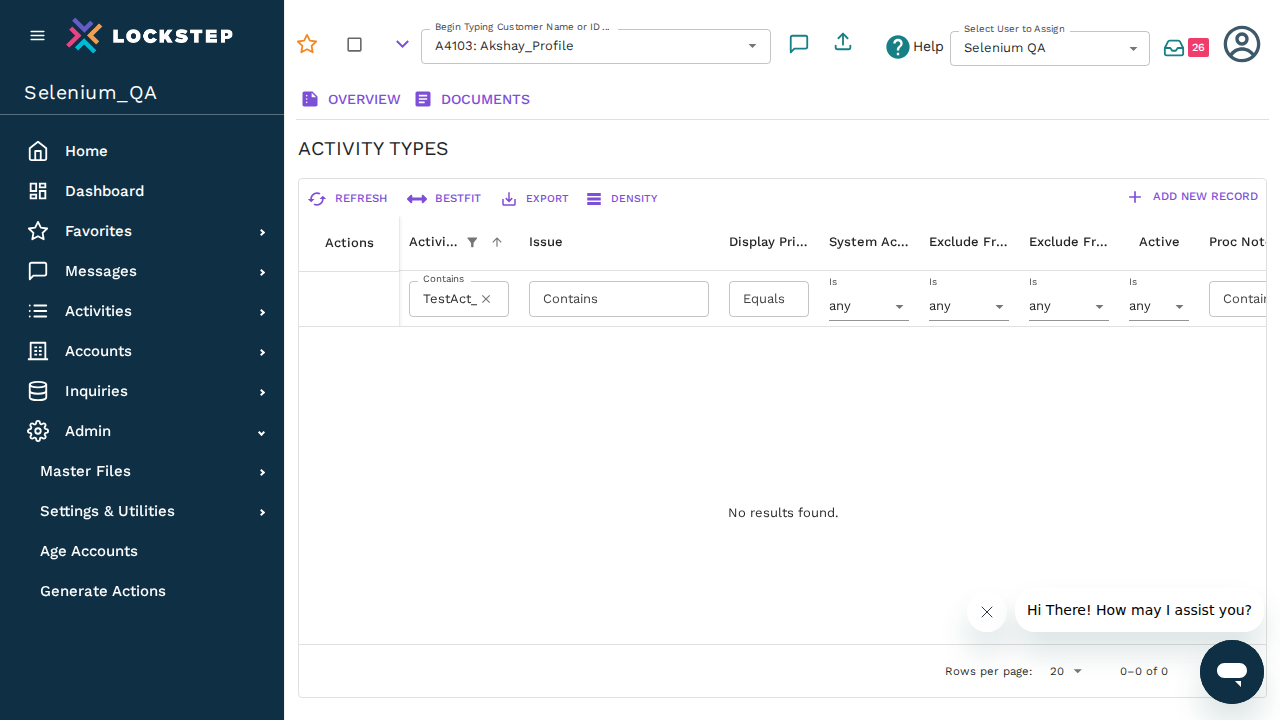 LOCKSTEP
Selenium_QA
Home
Dashboard
Favorites
Messages
Activities
Accounts
Inquiries
Admin
Master Files
Settings & Utilities
Age Accounts
Generate Actions
Begin Typing Customer Name or ID ...
A4103: Akshay_Profile
Help
Select User to Assign
Selenium QA
26
OVERVIEW DOCUMENTS
ACTIVITY TYPES
REFRESH BESTFIT EXPORT DENSITY ADD NEW RECORD
Actions Activi... Issue Display Pri... System Ac... Exclude Fr... Exclude Fr... Active Proc Not
Contains Is Is Is Is
TestAct_ Contains Equals any any any any Contain
No results found.
Hi There! How may I assist you?
Rows per page: 20 0–0 of 0